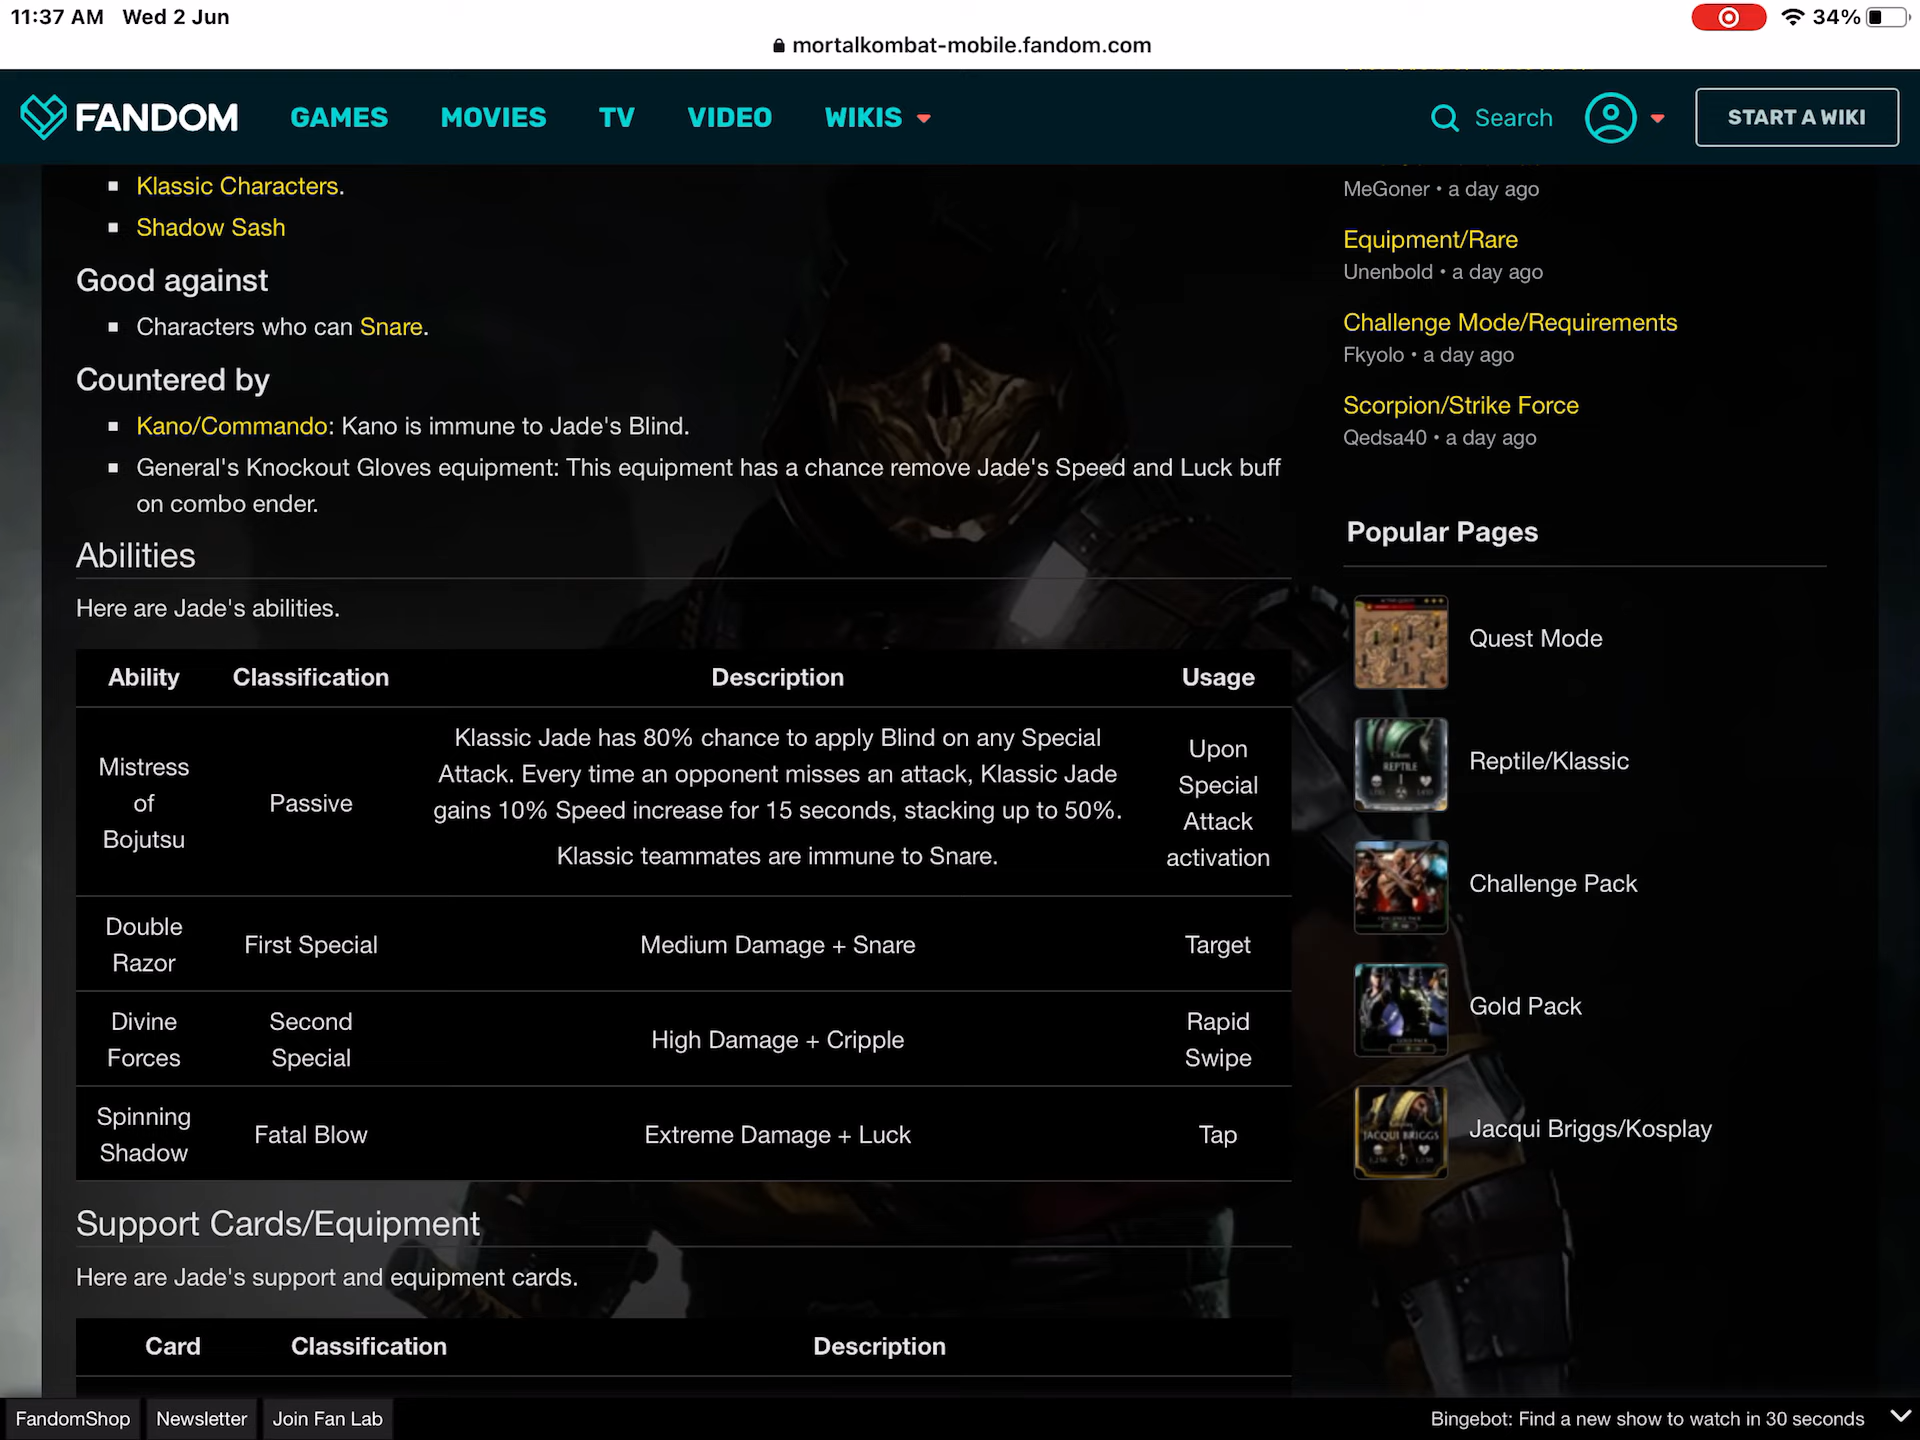 11:37 AM Wed 2 Jun
34%
mortalkombat-mobile.fandom.com
FANDOM
GAMES
MOVIES
TV
VIDEO
WIKIS
Search
START A WIKI
Klassic Characters.
Shadow Sash
Good against
Characters who can Snare.
Countered by
Kano/Commando: Kano is immune to Jade's Blind.
General's Knockout Gloves equipment: This equipment has a chance remove Jade's Speed and Luck buff
on combo ender.
Abilities
Here are Jade's abilities.
Ability Classification Description Usage
Mistress
of
Bojutsu
Passive
Klassic Jade has 80% chance to apply Blind on any Special
Attack. Every time an opponent misses an attack, Klassic Jade
gains 10% Speed increase for 15 seconds, stacking up to 50%.
Klassic teammates are immune to Snare.
Upon
Special
Attack
activation
Double
Razor
First Special
Medium Damage + Snare
Target
Divine
Forces
Second
Special
High Damage + Cripple
Rapid
Swipe
Spinning
Shadow
Fatal Blow
Extreme Damage + Luck
Tap
Support Cards/Equipment
Here are Jade's support and equipment cards.
Card Classification Description
MeGoner • a day ago
Equipment/Rare
Unenbold • a day ago
Challenge Mode/Requirements
Fkyolo • a day ago
Scorpion/Strike Force
Qedsa40 • a day ago
Popular Pages
Quest Mode
REPTILE
Reptile/Klassic
Challenge Pack
Gold Pack
JACQUI BRIGGS
Jacqui Briggs/Kosplay
FandomShop
Newsletter
Join Fan Lab
Bingebot: Find a new show to watch in 30 seconds